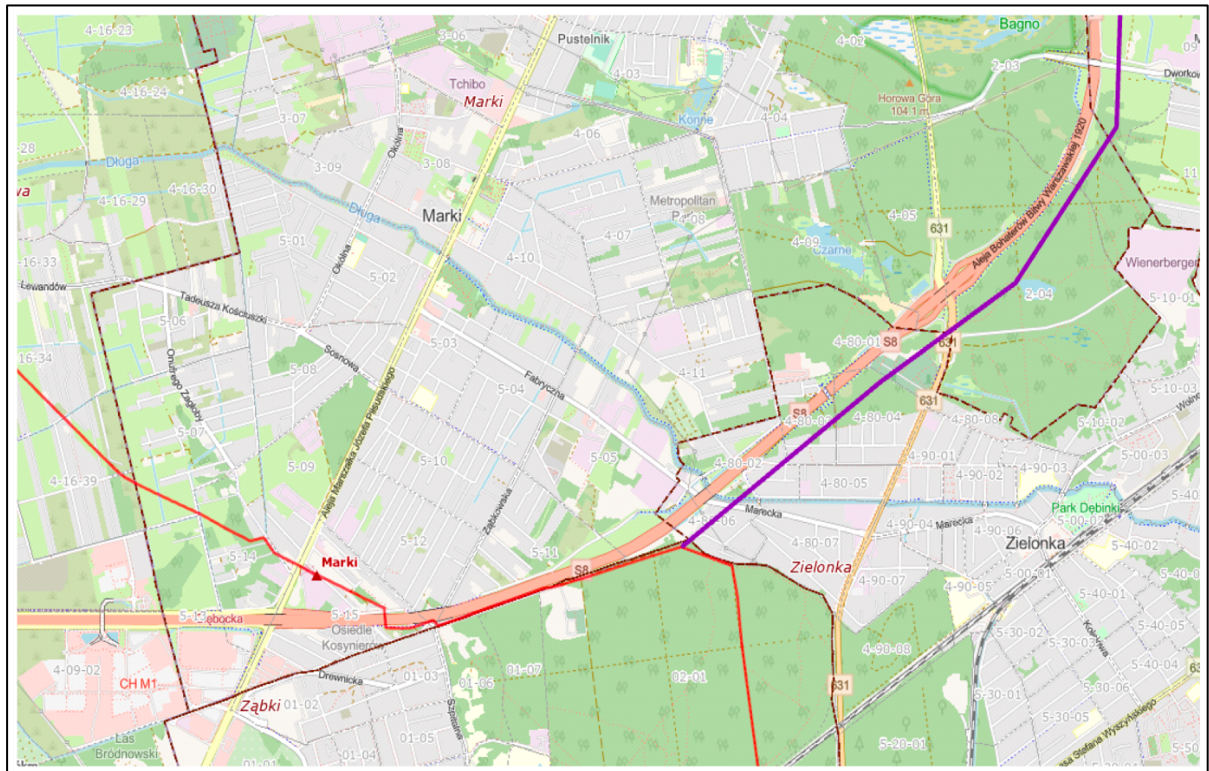 4-16-23
3-06
Pustelnik
4-02
Bagno
09
4-16-24
Tchibo
4-03
2-03
Dworkow
Marki
Horowa Góra
104.1 m
3-07
Okólna
Konne
4-04
4-06
-28
Długa
3-09
3-08
Aleja Bohaterów Bitwy Warszawskiej 1920
4-16-30
11
wa
4-16-29
Długa
Marki
Metropolitan
08
4-05
631
5-01
4-07
4-09
Czarne
4-16-33
Okólna
4-10
Wienerberger
Lewandów
5-02
2-04
Tadeusza Kościuszki
5-10-01
5-06
5-03
4-80-01
S8
631
4-16-34
Onufrego Zagłoby
Sosnowa
5-08
Aleja Marszałka Józefa Piłsudskiego
Fabryczna
5-04
4-11
5-10-03
631
S8
4-80-04
4-80-08
5-10-02
5-07
5-10
5-05
4-90-01
5-00-03
4-16-39
5-09
4-80-02
4-90-02
4-90-03
4-80-05
Ząbkowska
Marecka
Park Dębinki
4-90-04
Marecka
4-90-06
5-00-02
5-12
4-80-07
Zielonka
5-40-02
5-14
Marki
5-11
S8
Zielonka
4-90-07
5-00-01
4-90-05
5-40-01
5-15
Osiedle
Kosynierów
5-30-02
5-40-05
4-09-02
01-07
4-90-08
5-30-03
CH M1
Drewnicka
01-03
01-06
02-01
5-30-01
5-40-04
Ząbki
01-02
631
5-30-06
Szpitalna
Las
Bródnowski
01-05
5-30-05
01-04
5-20-01
01-01